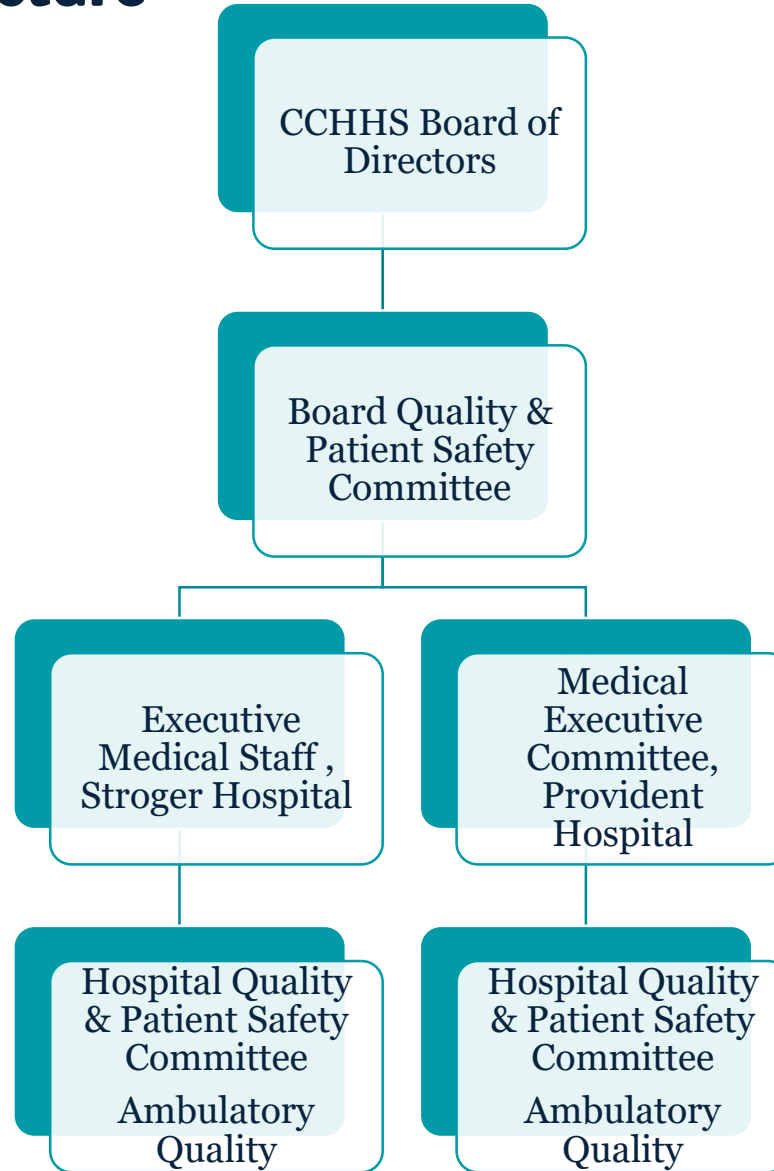 CCHHS Board of
Directors
Board Quality &
Patient Safety
Committee
Executive
Medical Staff ,
Stroger Hospital
Medical
Executive
Committee,
Provident
Hospital
Hospital Quality
& Patient Safety
Committee
Ambulatory
Quality
Hospital Quality
& Patient Safety
Committee
Ambulatory
Quality